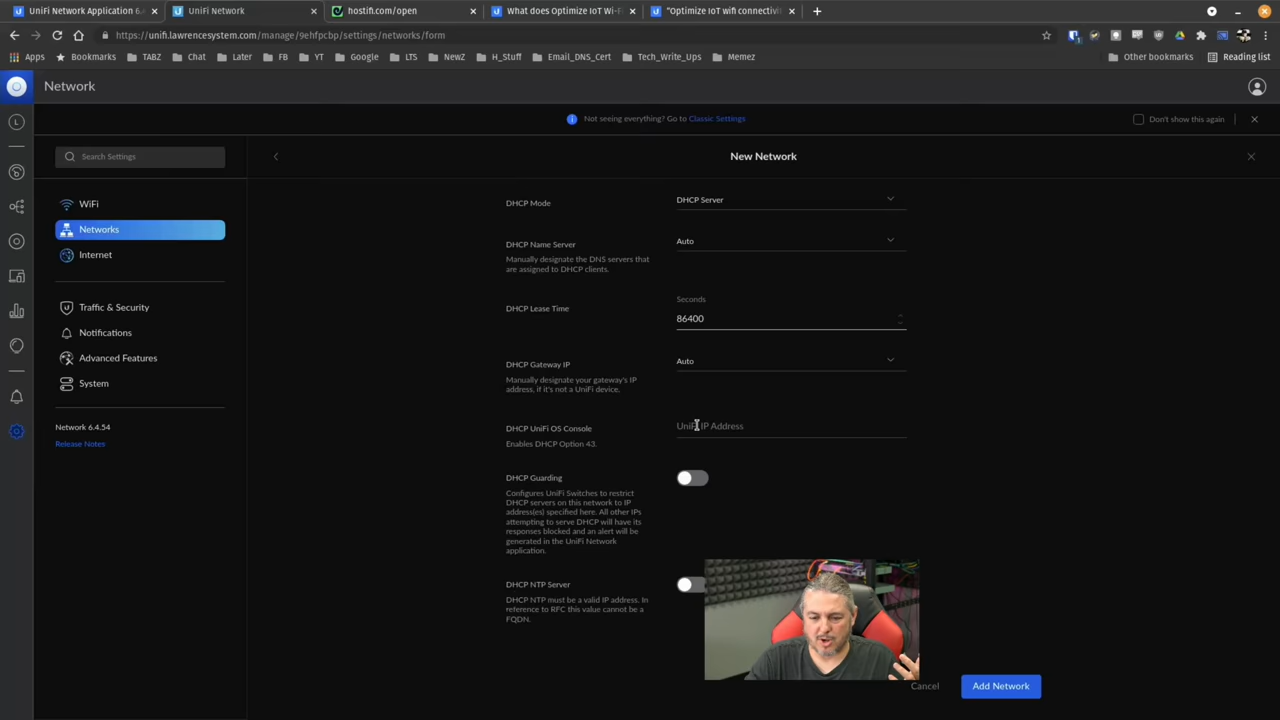 UniFi Network Application 6.4
UniFi Network
hostifi.com/open
What does Optimize IoT Wi-F
"Optimize IoT wifi connectiv
https://unifi.lawrencesystem.com/manage/9ehfpcbp/settings/networks/form
Apps
Bookmarks
TABZ
Chat
Later
FB
YT
Google
LTS
NewZ
H_Stuff
Email_DNS_Cert
Tech_Write_Ups
Memez
Other bookmarks
Reading list
Network
Not seeing everything? Go to Classic Settings
Don't show this again
Search Settings
New Network
WiFi
Networks
Internet
Traffic & Security
Notifications
Advanced Features
System
Network 6.4.54
Release Notes
DHCP Mode
DHCP Server
DHCP Name Server
Auto
Manually designate the DNS servers that
are assigned to DHCP clients.
DHCP Lease Time
Seconds
86400
DHCP Gateway IP
Auto
Manually designate your gateway's IP
address, if it's not a UniFi device.
DHCP UniFi OS Console
UniFi IP Address
Enables DHCP Option 43.
DHCP Guarding
Configures UniFi Switches to restrict
DHCP servers on this network to IP
address(es) specified here. All other IPs
attempting to serve DHCP will have its
responses blocked and an alert will be
generated in the UniFi Network
application.
DHCP NTP Server
DHCP NTP must be a valid IP address. In
reference to RFC this value cannot be a
FQDN.
Cancel
Add Network